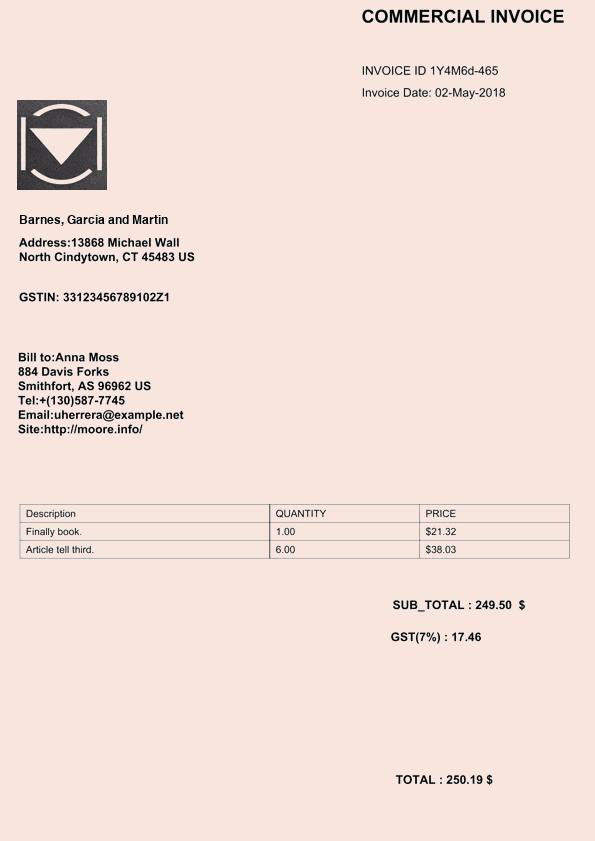 COMMERCIAL INVOICE
INVOICE ID 1Y4M6d-465
Invoice Date: 02-May-2018
Barnes, Garcia and Martin
Address:13868 Michael Wall
North Cindytown, CT 45483 US
GSTIN: 33123456789102Z1
Bill to:Anna Moss
884 Davis Forks
Smithfort, AS 96962 US
Tel:+(130)587-7745
Email:uherrera@example.net
Site:http://moore.info/
Description QUANTITY PRICE
Finally book. 1.00 $21.32
Article tell third. 6.00 $38.03
SUB_TOTAL : 249.50 $
GST(7%) : 17.46
TOTAL : 250.19 $